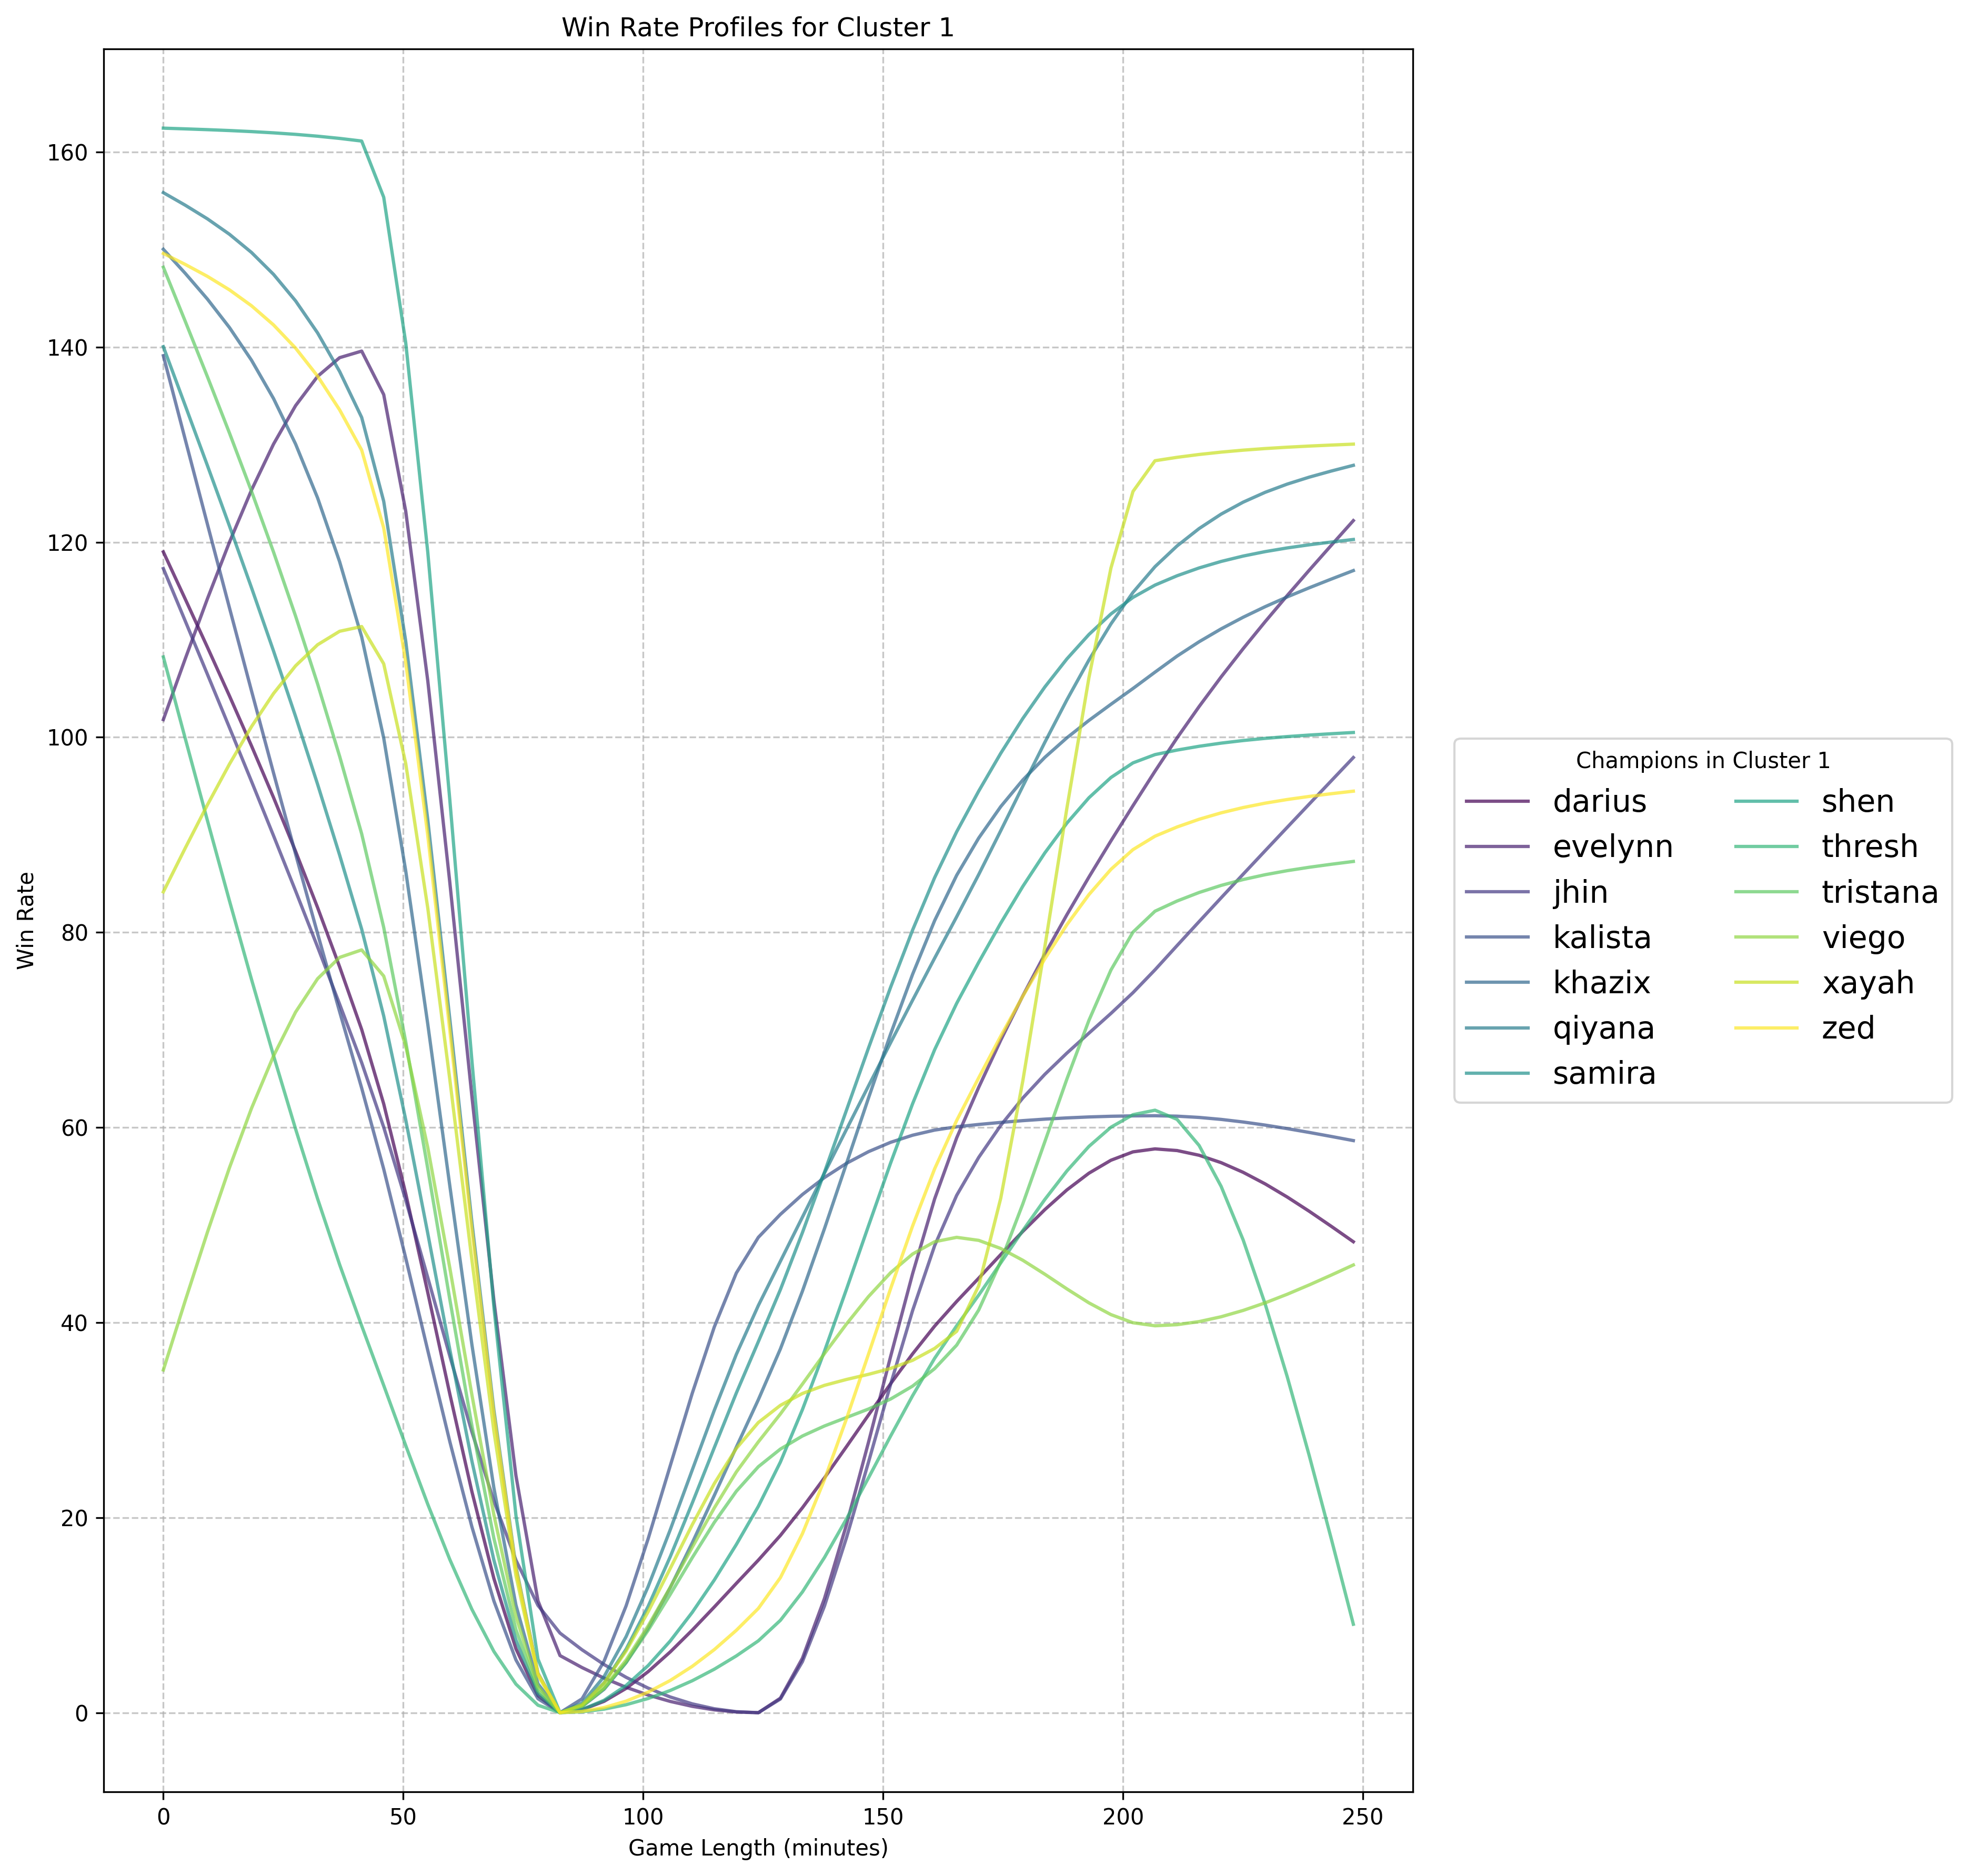 Win Rate Profiles for Cluster 1
160
140
120
100
80
60
40
20
0
Win Rate
0 50 100 150 200 250
Game Length (minutes)
Champions in Cluster 1
darius
evelynn
jhin
kalista
khazix
qiyana
samira
shen
thresh
tristana
viego
xayah
zed